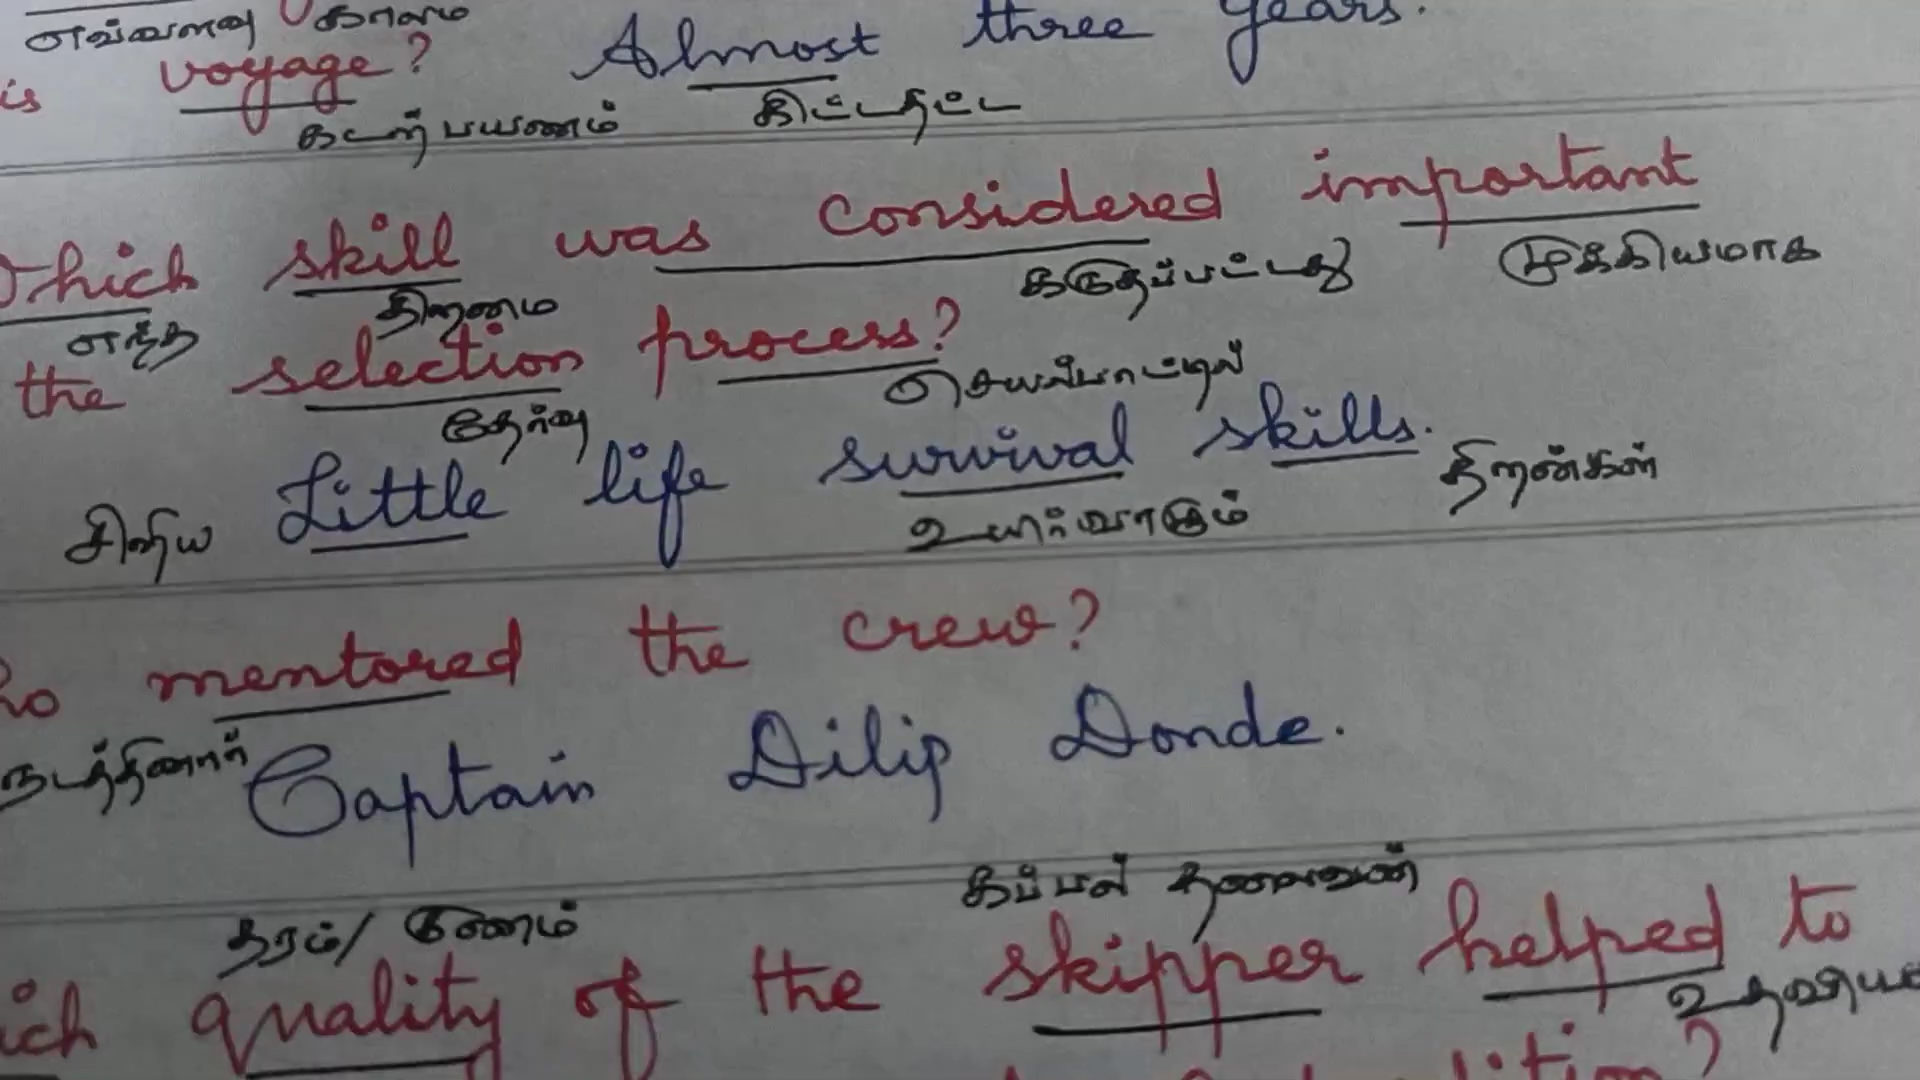 எவ்வளவு காலம்
is voyage? Almost three years.
கடற்பயணம் கிட்டதட்ட
Which skill was considered important
எந்த திறமை கருதப்பட்டது முக்கியமாக
the selection process?
தேர்வு செயல்பாட்டில்
சிறிய Little life survival skills. திறன்கள்
உயிர்வாழும்
mentored the crew?
நடத்தினார் Captain Dilip Donde.
தரம்/ குணம் கப்பல் தலைவன்
ich quality of the skipper helped to